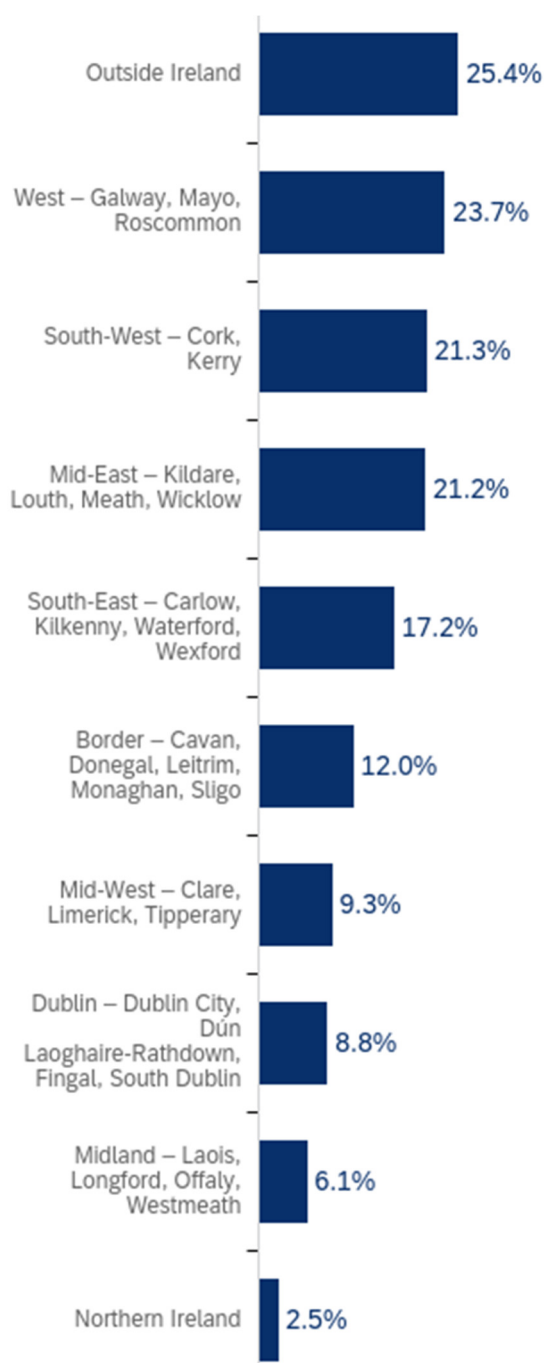 Outside Ireland
25.4%
West – Galway, Mayo,
Roscommon
23.7%
South-West – Cork,
Kerry
21.3%
Mid-East – Kildare,
Louth, Meath, Wicklow
21.2%
South-East – Carlow,
Kilkenny, Waterford,
Wexford
17.2%
Border – Cavan,
Donegal, Leitrim,
Monaghan, Sligo
12.0%
Mid-West – Clare,
Limerick, Tipperary
9.3%
Dublin – Dublin City,
Dún
Laoghaire-Rathdown,
Fingal, South Dublin
8.8%
Midland – Laois,
Longford, Offaly,
Westmeath
6.1%
Northern Ireland
2.5%